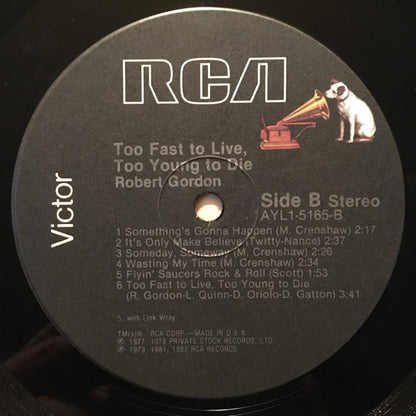 RCA
Victor
Too Fast to Live,
Too Young to Die
Robert Gordon
Side B Stereo
AYL1-5165-B
1 Something's Gonna Happen (M. Crenshaw) 2:17
2 It's Only Make Believe (Twitty-Nance) 2:37
3 Someday, Someway (M. Crenshaw) 2:26
4 Wasting My Time (M. Crenshaw) 2:34
5 Flyin' Saucers Rock & Roll (Scott) 1:53
6 Too Fast to Live, Too Young to Die
(R. Gordon-L. Quinn-D. Oriolo-D. Gatton) 3:41
5, with Link Wray
TM(s)® RCA CORP.—MADE IN U.S.A.
℗ 1977 1978 PRIVATE STOCK RECORDS, LTD.
℗ 1979, 1981, 1982 RCA RECORDS